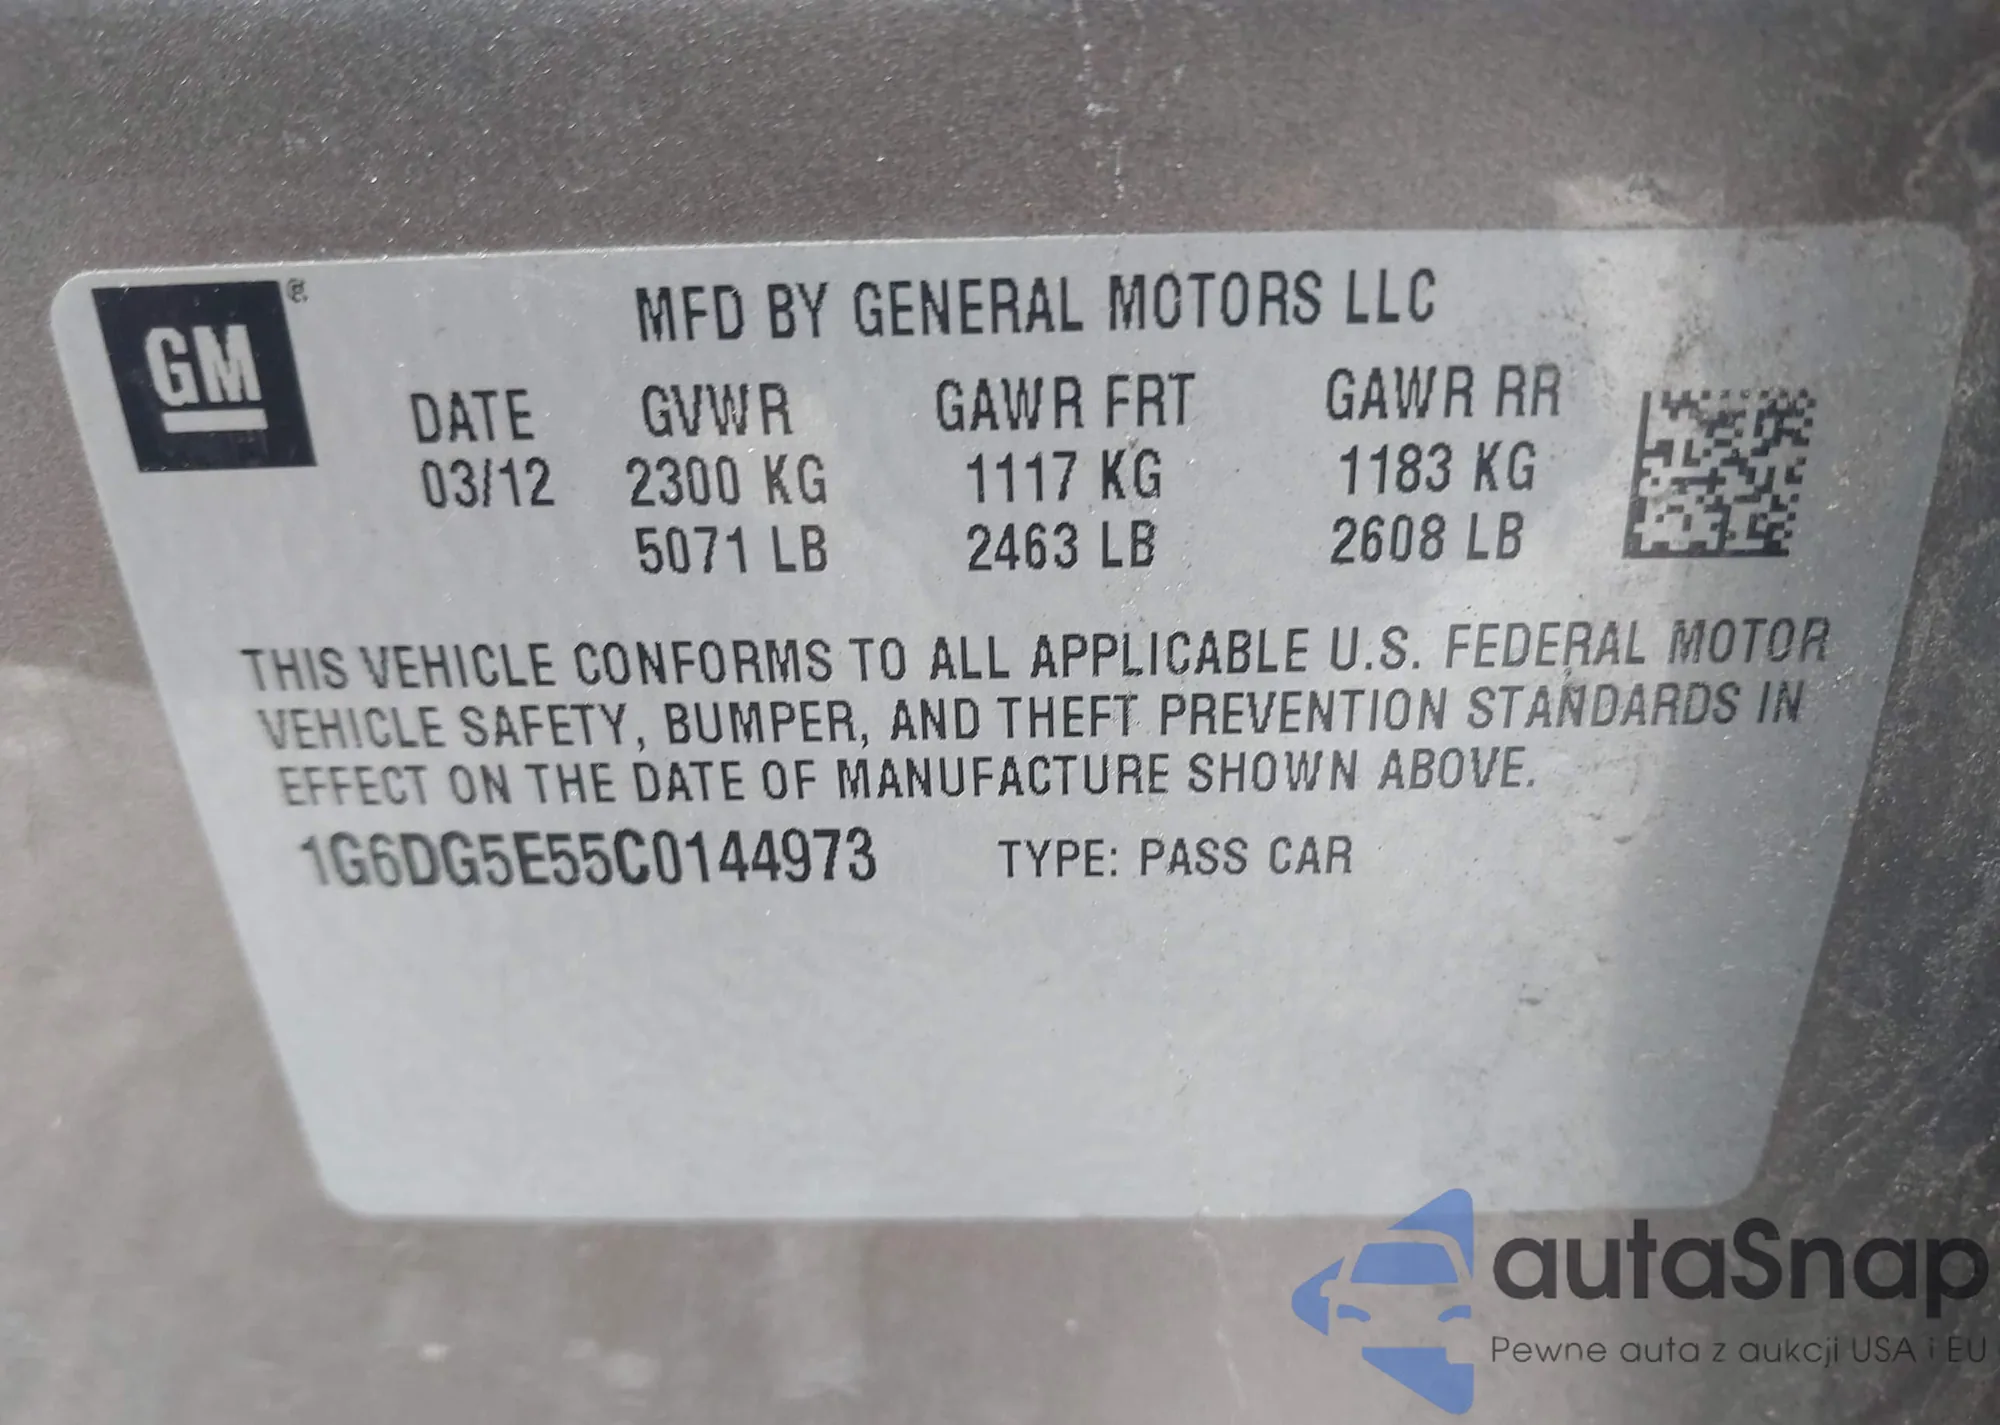 GM ®
MFD BY GENERAL MOTORS LLC
DATE GVWR GAWR FRT GAWR RR
03/12 2300 KG 1117 KG 1183 KG
5071 LB 2463 LB 2608 LB
THIS VEHICLE CONFORMS TO ALL APPLICABLE U.S. FEDERAL MOTOR
VEHICLE SAFETY, BUMPER, AND THEFT PREVENTION STANDARDS IN
EFFECT ON THE DATE OF MANUFACTURE SHOWN ABOVE.
1G6DG5E55C0144973 TYPE: PASS CAR
autaSnap
Pewne auta z aukcji USA i EU